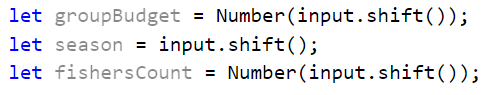 let groupBudget = Number(input.shift());
let season = input.shift();
let fishersCount = Number(input.shift());